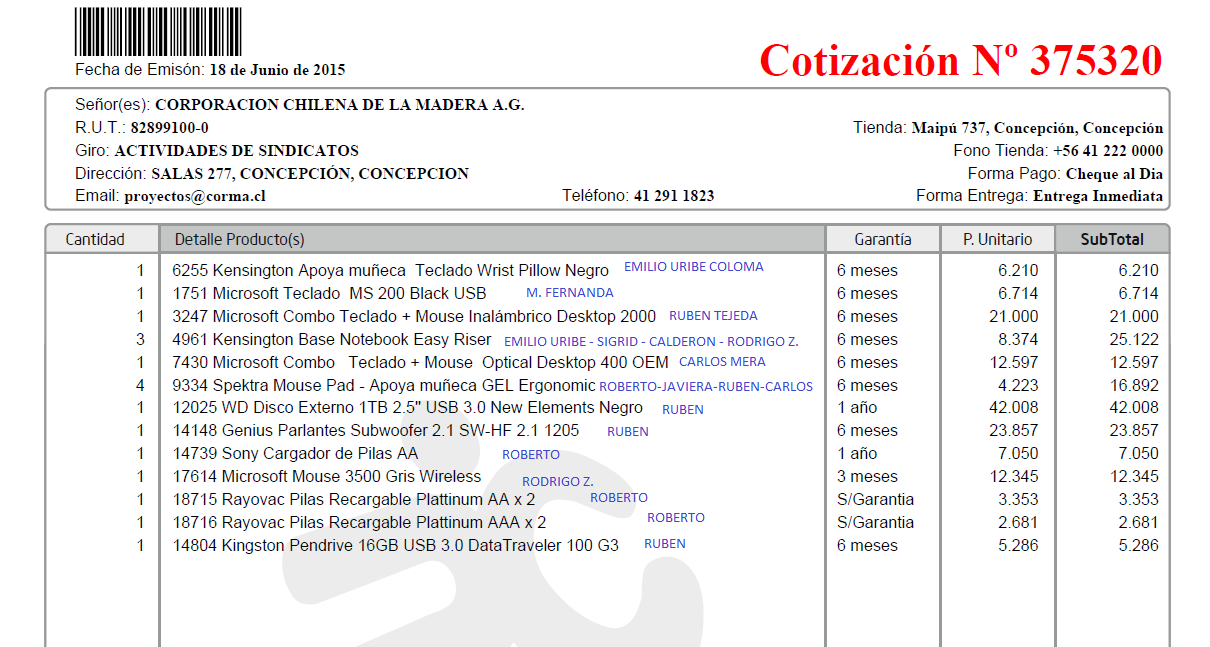 Cotización Nº 375320
Fecha de Emisón: 18 de Junio de 2015
Señor(es): CORPORACION CHILENA DE LA MADERA A.G.
R.U.T.: 82899100-0 Tienda: Maipú 737, Concepción, Concepción
Giro: ACTIVIDADES DE SINDICATOS Fono Tienda: +56 41 222 0000
Dirección: SALAS 277, CONCEPCIÓN, CONCEPCION Forma Pago: Cheque al Dia
Email: proyectos@corma.cl Teléfono: 41 291 1823 Forma Entrega: Entrega Inmediata
Cantidad Detalle Producto(s) Garantía P. Unitario SubTotal
1 6255 Kensington Apoya muñeca Teclado Wrist Pillow Negro EMILIO URIBE COLOMA 6 meses 6.210 6.210
1 1751 Microsoft Teclado MS 200 Black USB M. FERNANDA 6 meses 6.714 6.714
1 3247 Microsoft Combo Teclado + Mouse Inalámbrico Desktop 2000 RUBEN TEJEDA 6 meses 21.000 21.000
3 4961 Kensington Base Notebook Easy Riser EMILIO URIBE - SIGRID - CALDERON - RODRIGO Z. 6 meses 8.374 25.122
1 7430 Microsoft Combo Teclado + Mouse Optical Desktop 400 OEM CARLOS MERA 6 meses 12.597 12.597
4 9334 Spektra Mouse Pad - Apoya muñeca GEL Ergonomic ROBERTO-JAVIERA-RUBEN-CARLOS 6 meses 4.223 16.892
1 12025 WD Disco Externo 1TB 2.5" USB 3.0 New Elements Negro RUBEN 1 año 42.008 42.008
1 14148 Genius Parlantes Subwoofer 2.1 SW-HF 2.1 1205 RUBEN 6 meses 23.857 23.857
1 14739 Sony Cargador de Pilas AA ROBERTO 1 año 7.050 7.050
1 17614 Microsoft Mouse 3500 Gris Wireless RODRIGO Z. 3 meses 12.345 12.345
1 18715 Rayovac Pilas Recargable Plattinum AA x 2 ROBERTO S/Garantia 3.353 3.353
1 18716 Rayovac Pilas Recargable Plattinum AAA x 2 ROBERTO S/Garantia 2.681 2.681
1 14804 Kingston Pendrive 16GB USB 3.0 DataTraveler 100 G3 RUBEN 6 meses 5.286 5.286